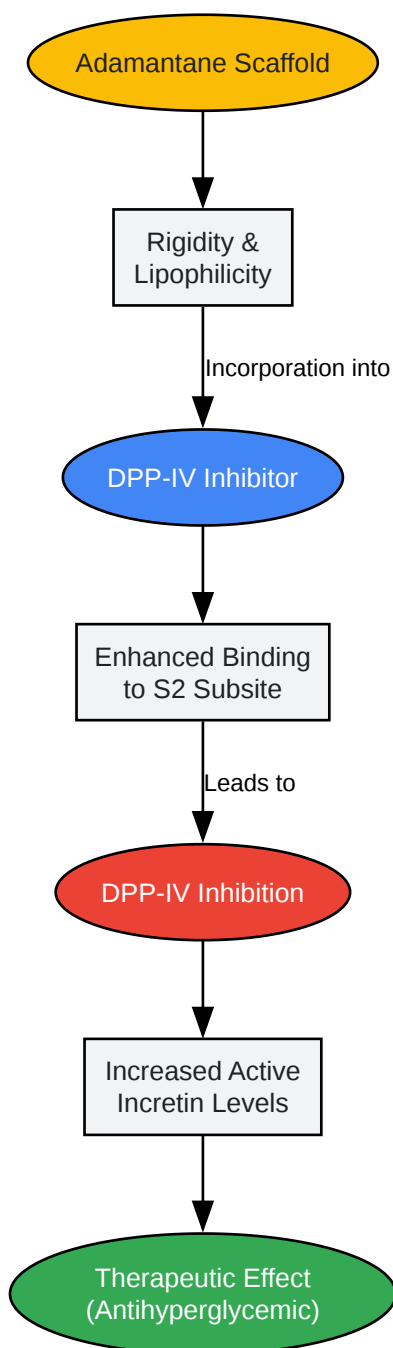 Adamantane Scaffold
Rigidity &
Lipophilicity
Incorporation into
DPP-IV Inhibitor
Enhanced Binding
to S2 Subsite
Leads to
DPP-IV Inhibition
Increased Active
Incretin Levels
Therapeutic Effect
(Antihyperglycemic)